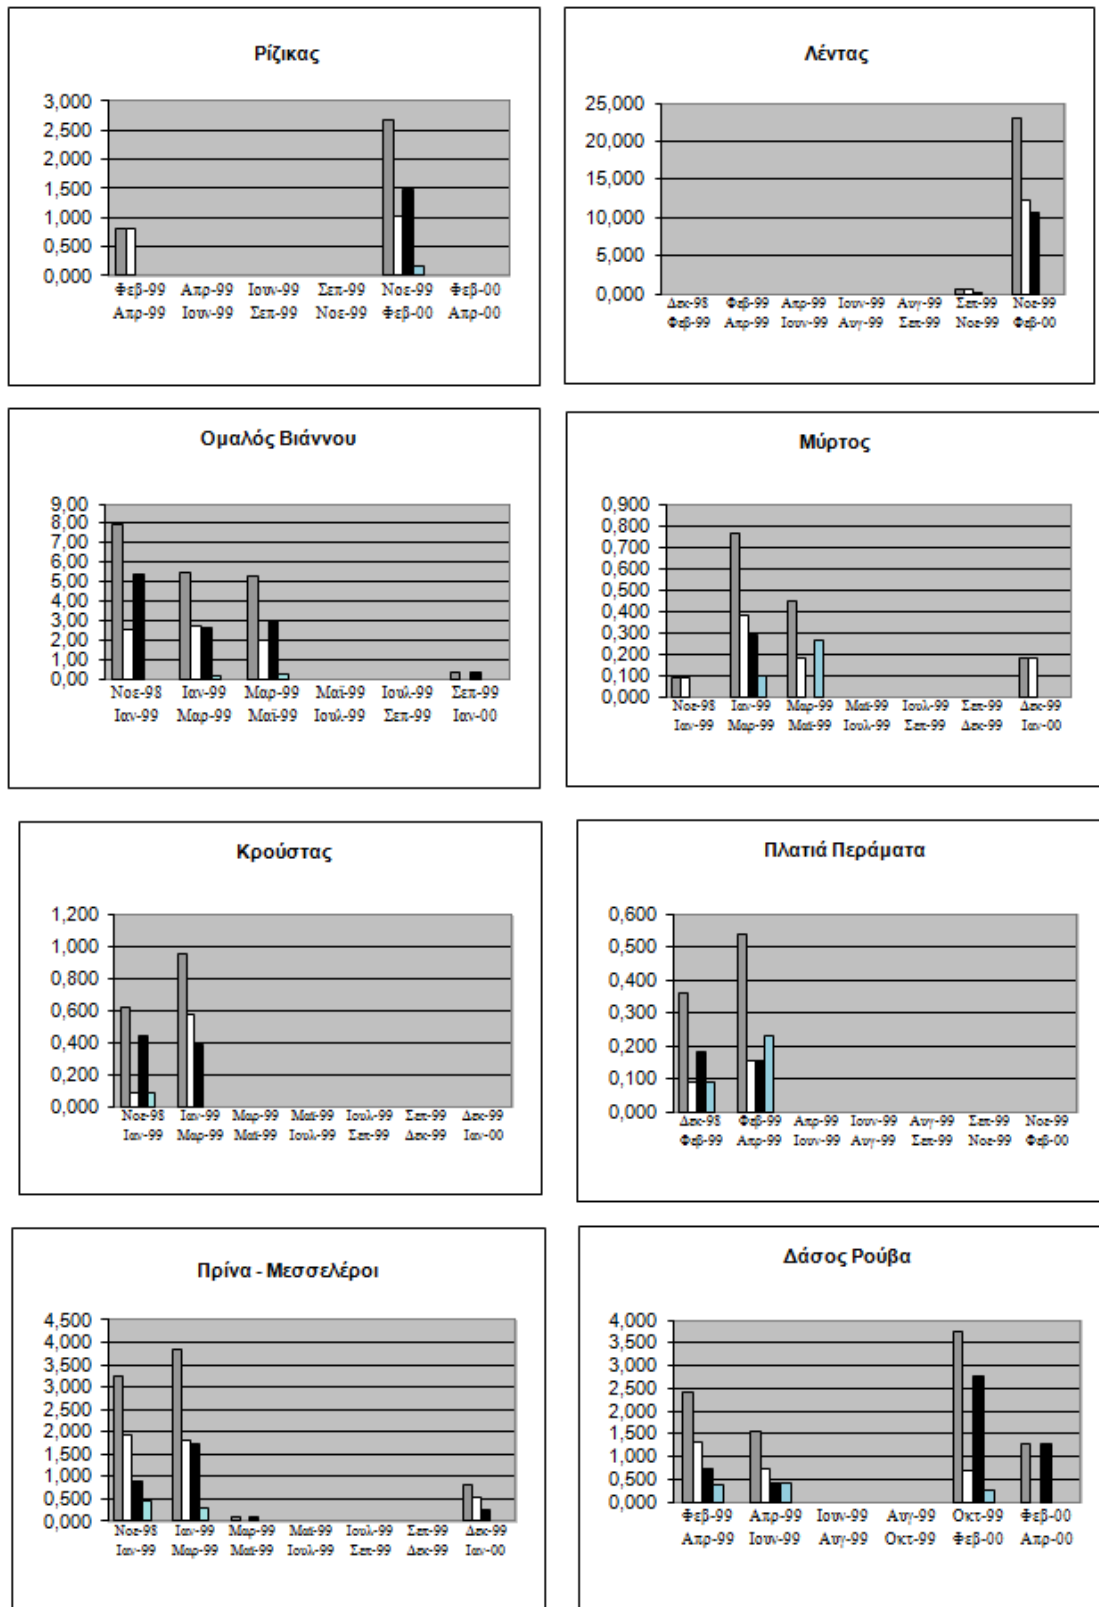 Ρίζικας
3,000
2,500
2,000
1,500
1,000
0,500
0,000
Φεβ-99 Απρ-99 Ιουν-99 Σεπ-99 Νοε-99 Φεβ-00
Απρ-99 Ιουν-99 Σεπ-99 Νοε-99 Φεβ-00 Απρ-00
Λέντας
25,000
20,000
15,000
10,000
5,000
0,000
Δεκ-98 Φεβ-99 Απρ-99 Ιουν-99 Αυγ-99 Σεπ-99 Νοε-99
Φεβ-99 Απρ-99 Ιουν-99 Αυγ-99 Σεπ-99 Νοε-99 Φεβ-00
Ομαλός Βιάννου
9,00
8,00
7,00
6,00
5,00
4,00
3,00
2,00
1,00
0,00
Νοε-98 Ιαν-99 Μαρ-99 Μαϊ-99 Ιουλ-99 Σεπ-99
Ιαν-99 Μαρ-99 Μαϊ-99 Ιουλ-99 Σεπ-99 Ιαν-00
Μύρτος
0,900
0,800
0,700
0,600
0,500
0,400
0,300
0,200
0,100
0,000
Νοε-98 Ιαν-99 Μαρ-99 Μαϊ-99 Ιουλ-99 Σεπ-99 Δεκ-99
Ιαν-99 Μαρ-99 Μαϊ-99 Ιουλ-99 Σεπ-99 Δεκ-99 Ιαν-00
Κρούστας
1,200
1,000
0,800
0,600
0,400
0,200
0,000
Νοε-98 Ιαν-99 Μαρ-99 Μαϊ-99 Ιουλ-99 Σεπ-99 Δεκ-99
Ιαν-99 Μαρ-99 Μαϊ-99 Ιουλ-99 Σεπ-99 Δεκ-99 Ιαν-00
Πλατιά Περάματα
0,600
0,500
0,400
0,300
0,200
0,100
0,000
Δεκ-98 Φεβ-99 Απρ-99 Ιουν-99 Αυγ-99 Σεπ-99 Νοε-99
Φεβ-99 Απρ-99 Ιουν-99 Αυγ-99 Σεπ-99 Νοε-99 Φεβ-00
Πρίνα - Μεσσελέροι
4,500
4,000
3,500
3,000
2,500
2,000
1,500
1,000
0,500
0,000
Νοε-98 Ιαν-99 Μαρ-99 Μαϊ-99 Ιουλ-99 Σεπ-99 Δεκ-99
Ιαν-99 Μαρ-99 Μαϊ-99 Ιουλ-99 Σεπ-99 Δεκ-99 Ιαν-00
Δάσος Ρούβα
4,000
3,500
3,000
2,500
2,000
1,500
1,000
0,500
0,000
Φεβ-99 Απρ-99 Ιουν-99 Αυγ-99 Οκτ-99 Φεβ-00
Απρ-99 Ιουν-99 Αυγ-99 Οκτ-99 Φεβ-00 Απρ-00